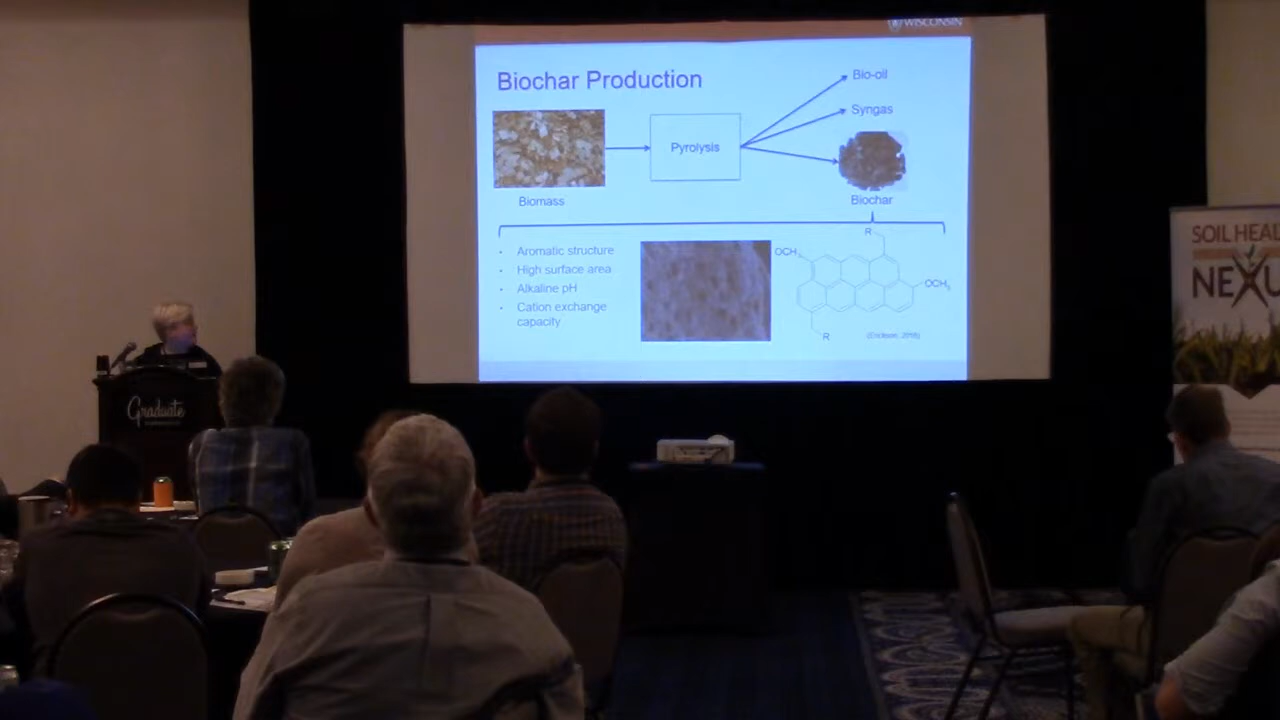 WISCONSIN
Biochar Production
Bio-oil
Syngas
Pyrolysis
Biomass
Biochar
• Aromatic structure
• High surface area
• Alkaline pH
• Cation exchange
capacity
R
OCH3
OCH3
R
SOIL HEAL
NEXU
Graduate